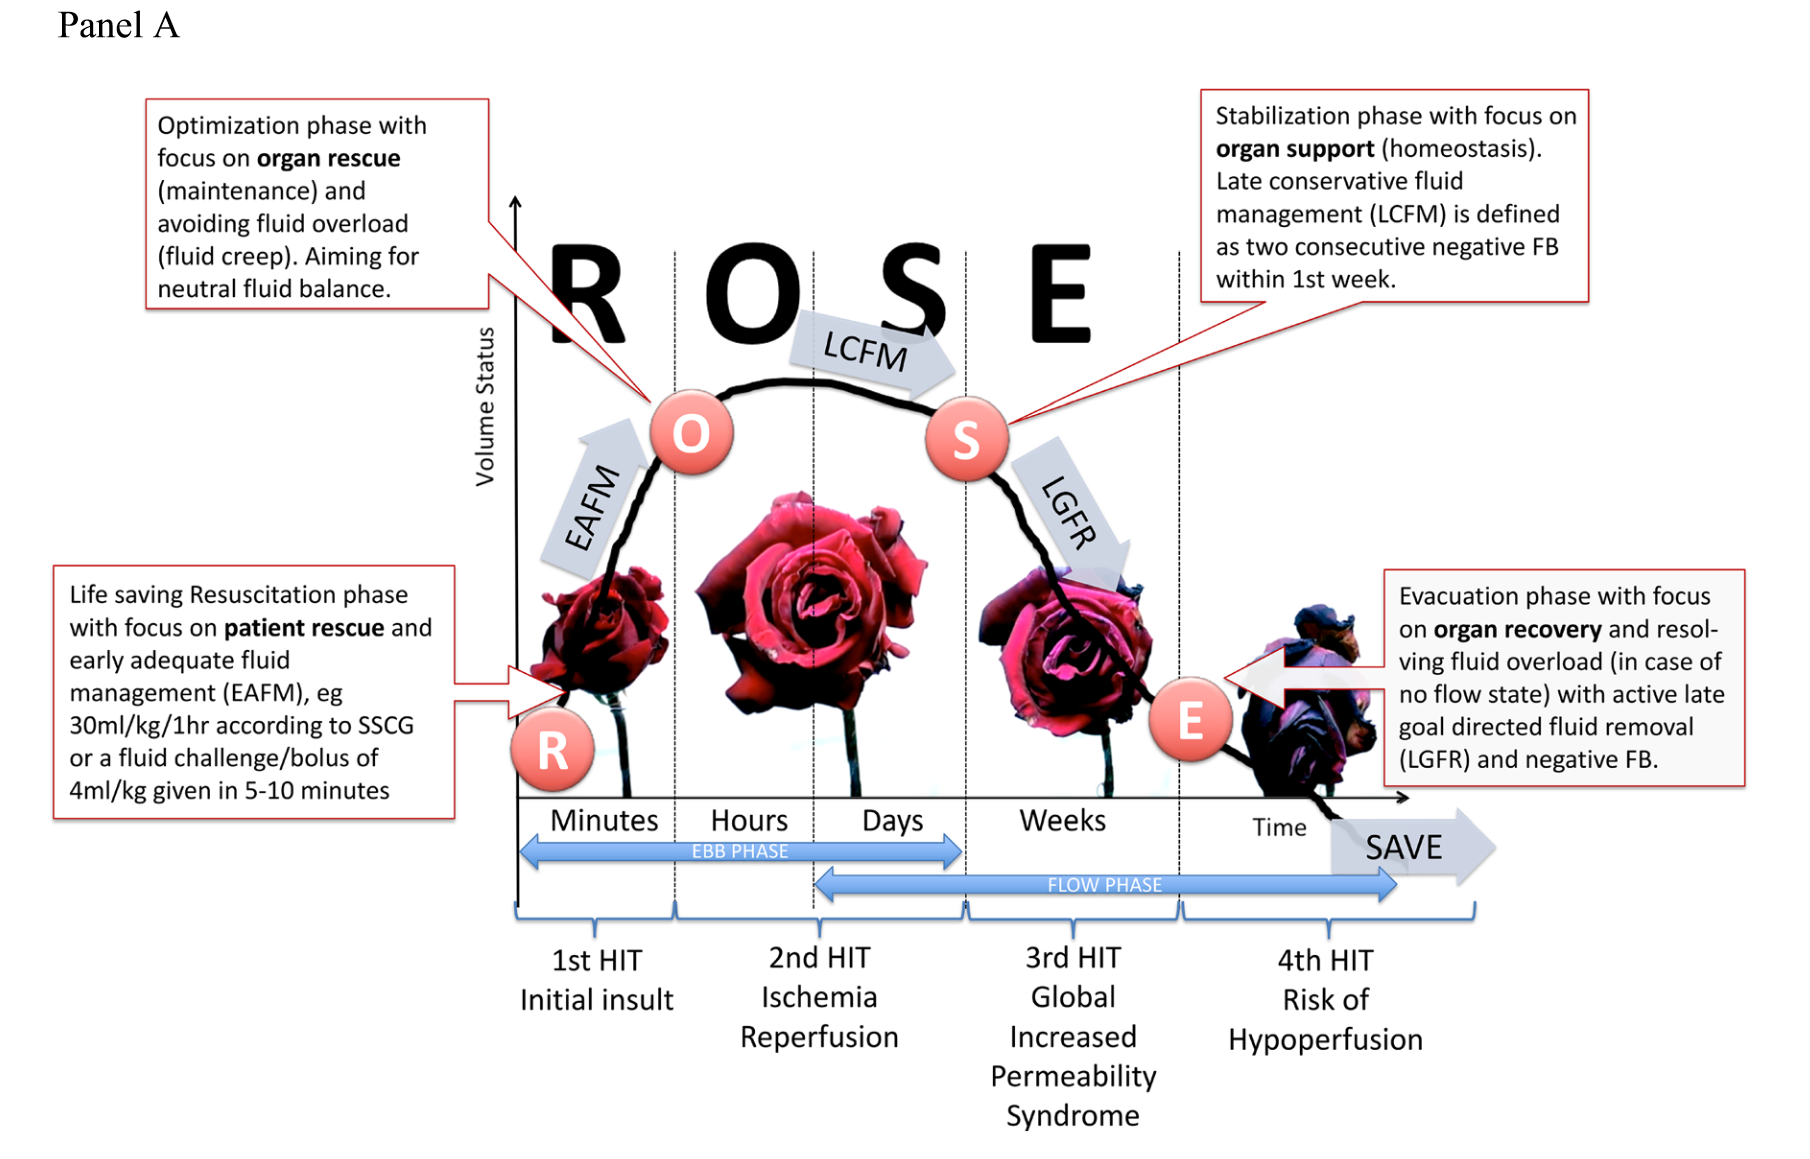 Panel A
Optimization phase with
focus on organ rescue
(maintenance) and
avoiding fluid overload
(fluid creep). Aiming for
neutral fluid balance.
Stabilization phase with focus on
organ support (homeostasis).
Late conservative fluid
management (LCFM) is defined
as two consecutive negative FB
within 1st week.
R O S E
Volume Status
LCFM
O
S
EAFM
LGFR
Life saving Resuscitation phase
with focus on patient rescue and
early adequate fluid
management (EAFM), eg
30ml/kg/1hr according to SSCG
or a fluid challenge/bolus of
4ml/kg given in 5-10 minutes
R
E
Evacuation phase with focus
on organ recovery and resol-
ving fluid overload (in case of
no flow state) with active late
goal directed fluid removal
(LGFR) and negative FB.
Minutes
Hours
Days
Weeks
Time
SAVE
EBB PHASE
FLOW PHASE
1st HIT
Initial insult
2nd HIT
Ischemia
Reperfusion
3rd HIT
Global
Increased
Permeability
Syndrome
4th HIT
Risk of
Hypoperfusion